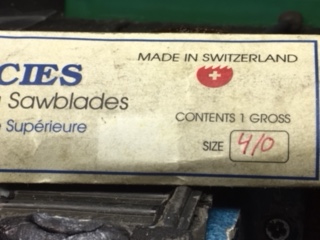 CIES
MADE IN SWITZERLAND
Sawblades
Supérieure
CONTENTS 1 GROSS
SIZE 4/0